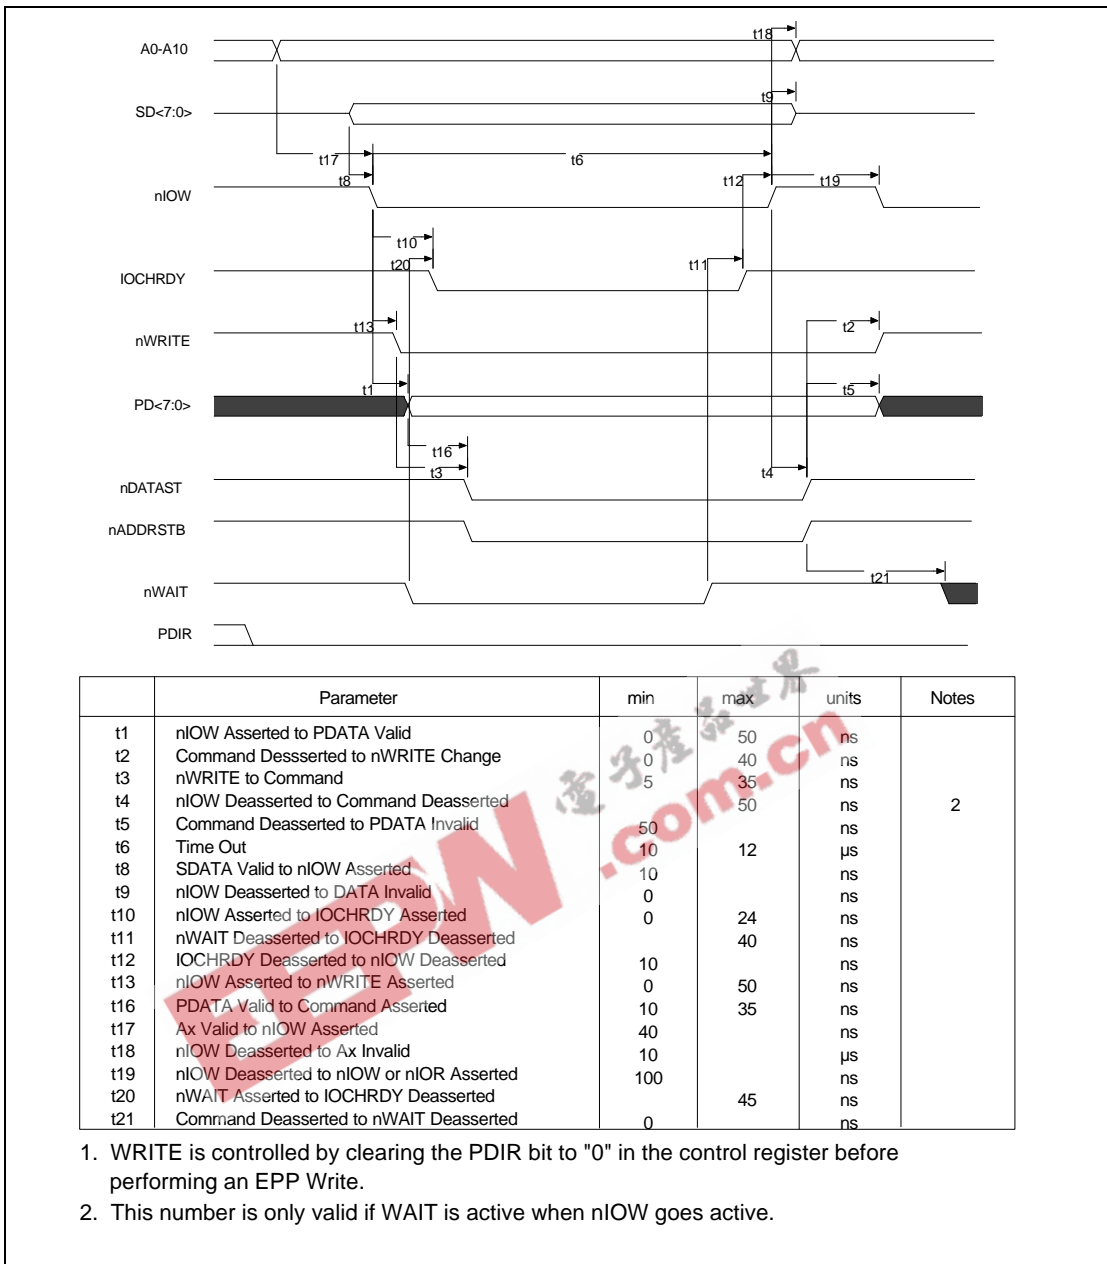 A0-A10
t18
SD<7:0>
t9
t17
t6
t8
t12
t19
nIOW
t10
t20
t11
IOCHRDY
t13
t2
nWRITE
t1
t5
PD<7:0>
t16
t3
t4
nDATAST
nADDRSTB
t21
nWAIT
PDIR
Parameter min max units Notes
t1 nIOW Asserted to PDATA Valid 0 50 ns
t2 Command Dessserted to nWRITE Change 0 40 ns
t3 nWRITE to Command 5 35 ns
t4 nIOW Deasserted to Command Deasserted 50 ns 2
t5 Command Deasserted to PDATA Invalid 50 ns
t6 Time Out 10 12 µs
t8 SDATA Valid to nIOW Asserted 10 ns
t9 nIOW Deasserted to DATA Invalid 0 ns
t10 nIOW Asserted to IOCHRDY Asserted 0 24 ns
t11 nWAIT Deasserted to IOCHRDY Deasserted 40 ns
t12 IOCHRDY Deasserted to nIOW Deasserted 10 ns
t13 nIOW Asserted to nWRITE Asserted 0 50 ns
t16 PDATA Valid to Command Asserted 10 35 ns
t17 Ax Valid to nIOW Asserted 40 ns
t18 nIOW Deasserted to Ax Invalid 10 µs
t19 nIOW Deasserted to nIOW or nIOR Asserted 100 ns
t20 nWAIT Asserted to IOCHRDY Deasserted 45 ns
t21 Command Deasserted to nWAIT Deasserted 0 ns
電子產品世界
EEPW.com.cn
1. WRITE is controlled by clearing the PDIR bit to "0" in the control register before
performing an EPP Write.
2. This number is only valid if WAIT is active when nIOW goes active.